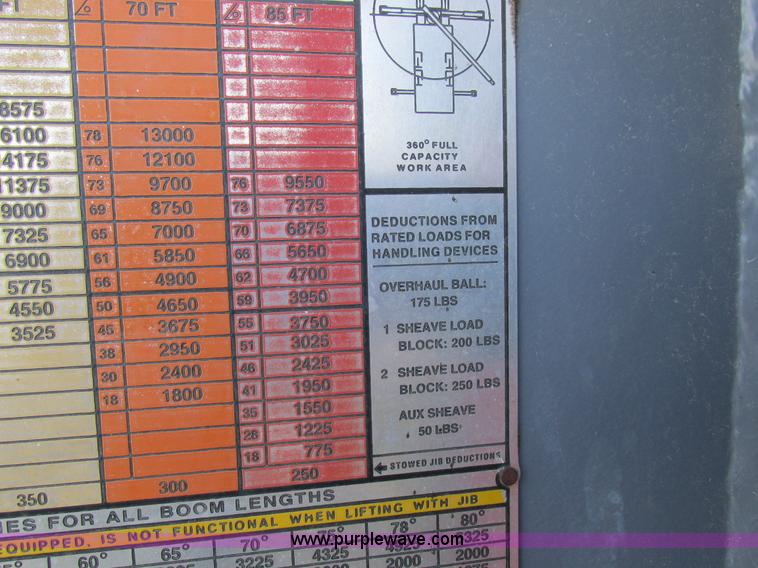 FT 70 FT 85 FT
8575
6100 78 13000
4175 76 12100
11375 73 9700 76 9550
9000 69 8750 73 7375
7325 65 7000 70 6875
6900 61 5850 66 5650
5775 56 4900 62 4700
4550 50 4650 59 3950
3525 45 3675 55 3750
38 2950 51 3025
30 2400 46 2425
18 1800 41 1950
35 1550
28 1225
18 775
350 300 250
360° FULL
CAPACITY
WORK AREA
DEDUCTIONS FROM
RATED LOADS FOR
HANDLING DEVICES
OVERHAUL BALL:
175 LBS
1 SHEAVE LOAD
BLOCK: 200 LBS
2 SHEAVE LOAD
BLOCK: 250 LBS
AUX SHEAVE
50 LBS
STOWED JIB DEDUCTIONS
FOR ALL BOOM LENGTHS
EQUIPPED, IS NOT FUNCTIONAL WHEN LIFTING WITH JIB
60° 65° 70° 75° 78° 80°
3225 4325 4925 5325
2000 2000
www.purplewave.com